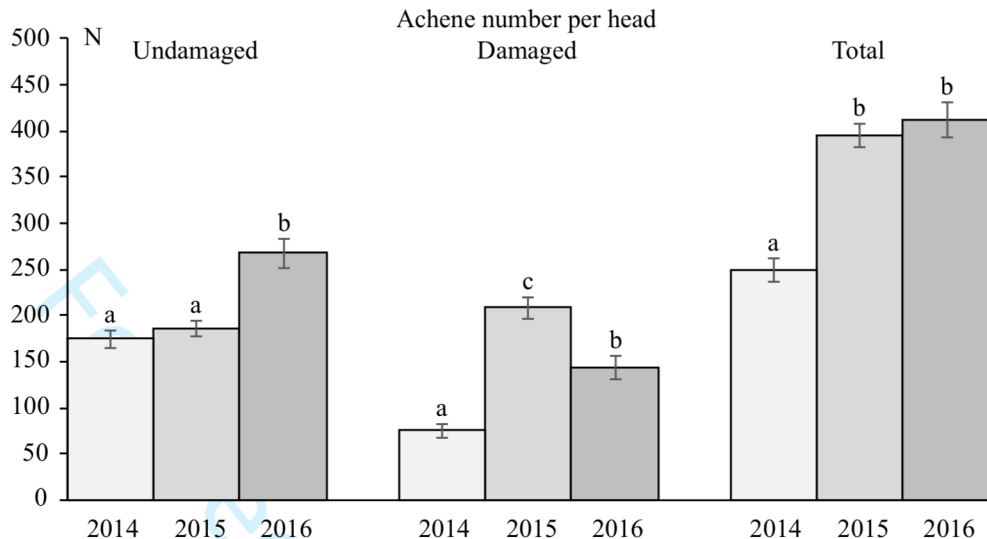 Achene number per head
N
Undamaged Damaged Total
500
450
400
350
300
250
200
150
100
50
0
a a b
a c b
a b b
2014 2015 2016 2014 2015 2016 2014 2015 2016